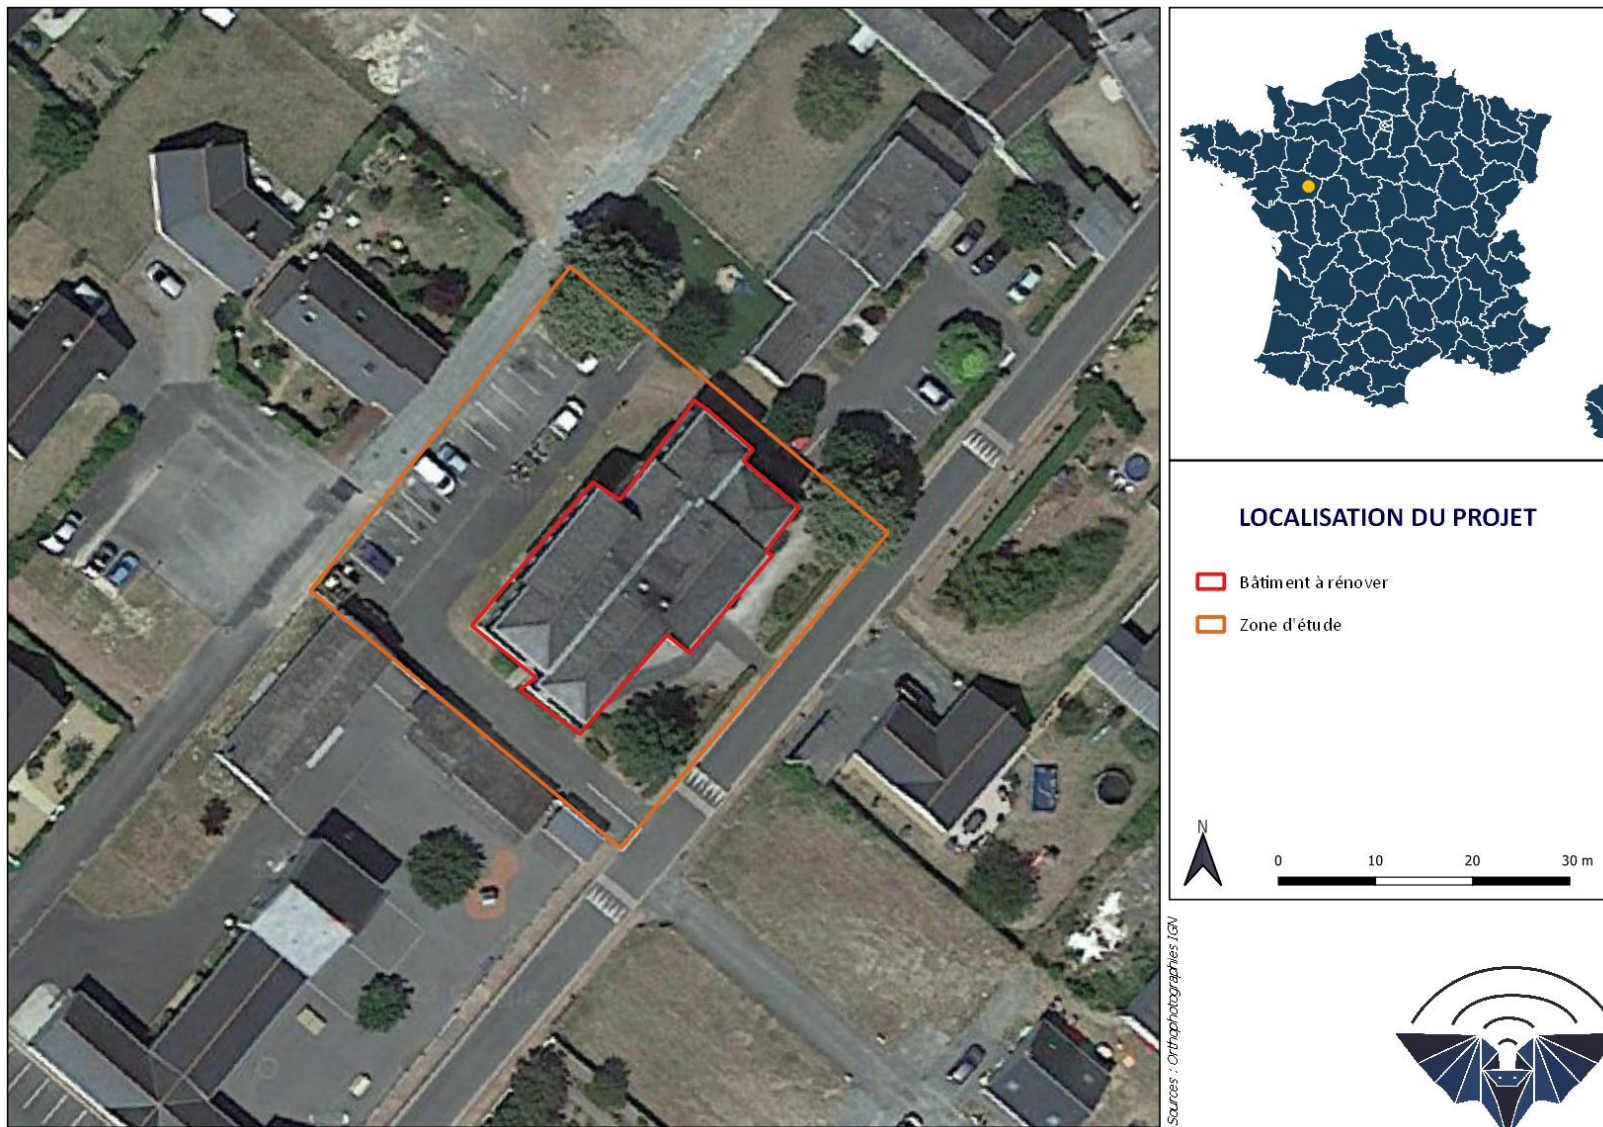 LOCALISATION DU PROJET
Bâtiment à rénover
Zone d'étude
N
0 10 20 30 m
Sources : Orthophotographies IGN